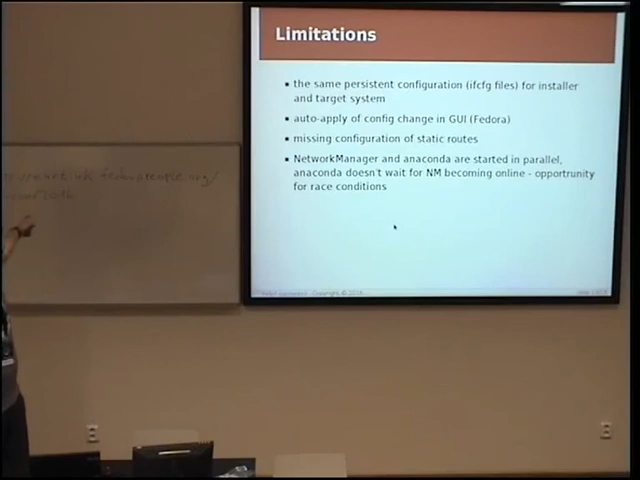 Limitations
the same persistent configuration (ifcfg files) for installer
and target system
auto-apply of config change in GUI (Fedora)
missing configuration of static routes
NetworkManager and anaconda are started in parallel,
anaconda doesn't wait for NM becoming online - opportrunity
for race conditions